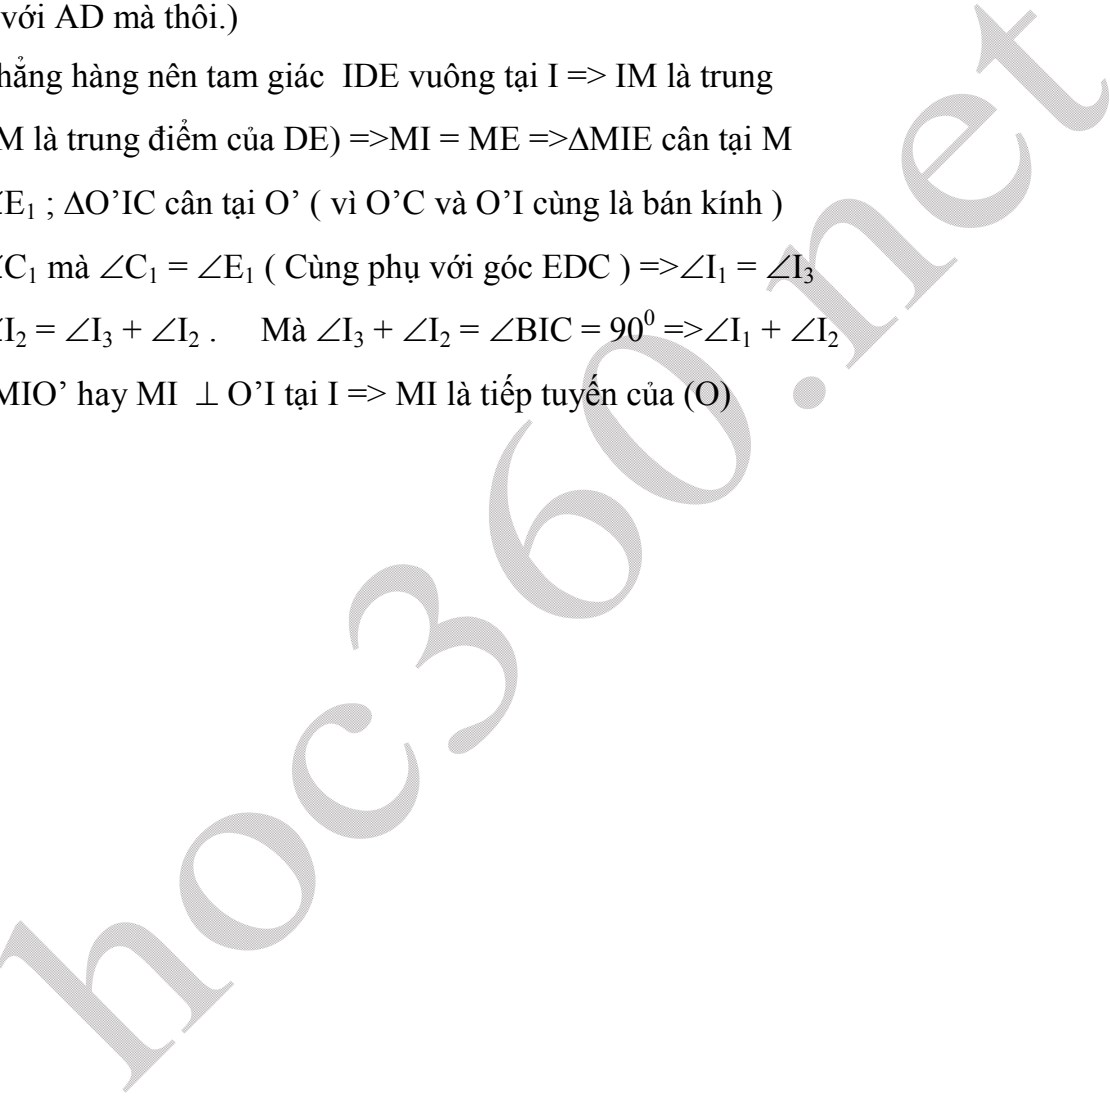 với AD mà thôi.)
hẳng hàng nên tam giác IDE vuông tại I => IM là trung
M là trung điểm của DE) =>MI = ME =>∆MIE cân tại M
∠E₁ ; ∆O’IC cân tại O’ ( vì O’C và O’I cùng là bán kính )
∠C₁ mà ∠C₁ = ∠E₁ ( Cùng phụ với góc EDC ) =>∠I₁ = ∠I₃
∠I₂ = ∠I₃ + ∠I₂ . Mà ∠I₃ + ∠I₂ = ∠BIC = 90⁰ =>∠I₁ + ∠I₂
MIO’ hay MI ⊥ O’I tại I => MI là tiếp tuyến của (O)
hoc360.net